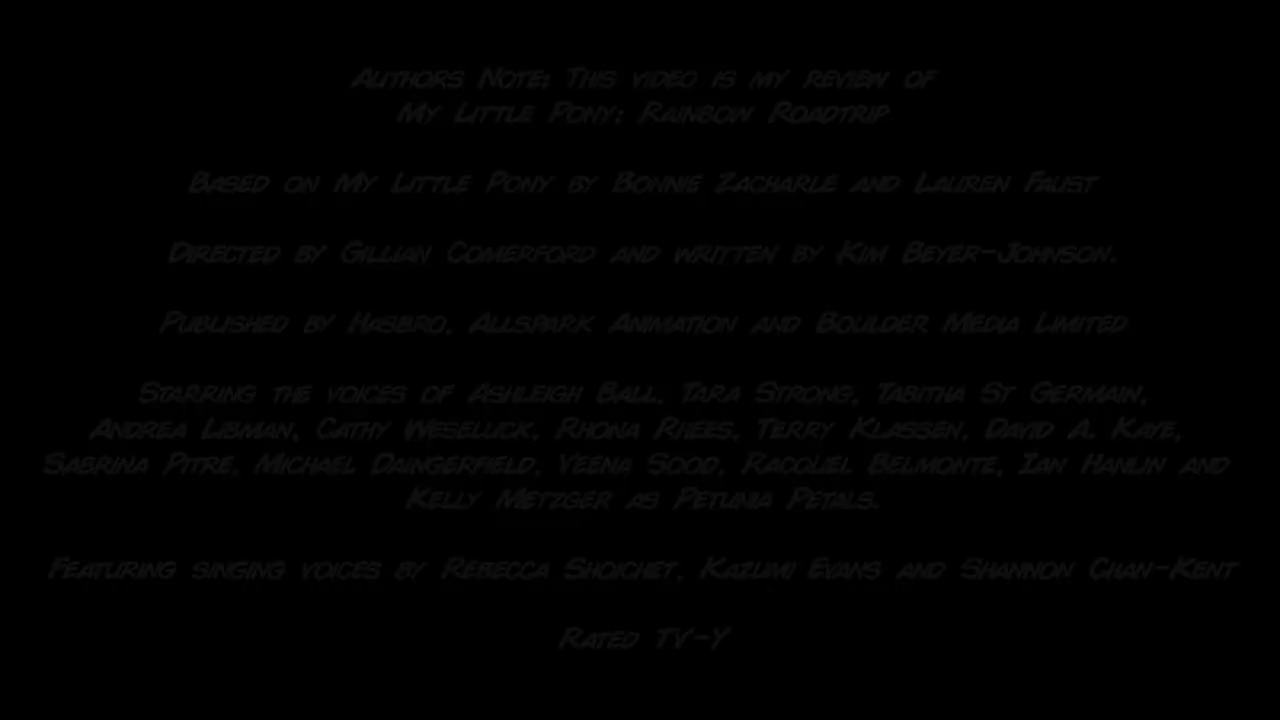 Authors Note: This video is my review of
My Little Pony: Rainbow Roadtrip
Based on My Little Pony by Bonnie Zacharle and Lauren Faust
Directed by Gillian Comerford and written by Kim Beyer-Johnson.
Published by Hasbro, Allspark Animation and Boulder Media Limited
Starring the voices of Ashleigh Ball, Tara Strong, Tabitha St Germain,
Andrea Libman, Cathy Weseluck, Rhona Rhees, Terry Klassen, David A. Kaye,
Sabrina Pitre, Michael Daingerfield, Veena Sood, Racquel Belmonte, Ian Hanlin and
Kelly Metzger as Petunia Petals.
Featuring singing voices by Rebecca Shoichet, Kazumi Evans and Shannon Chan-Kent
Rated TV-Y